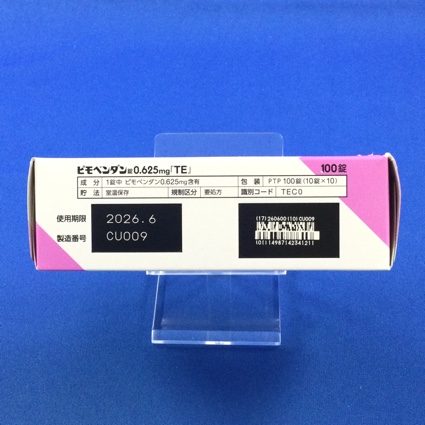 ピモベンダン錠0.625mg「TE」 100錠
成分 1錠中 ピモベンダン0.625mg含有 包装 PTP 100錠(10錠×10)
貯法 室温保存 規制区分 要処方 識別コード TEC0
使用期限 2026.6
製造番号 CU009
(17)260600(10)CU009
(01)14987142341211